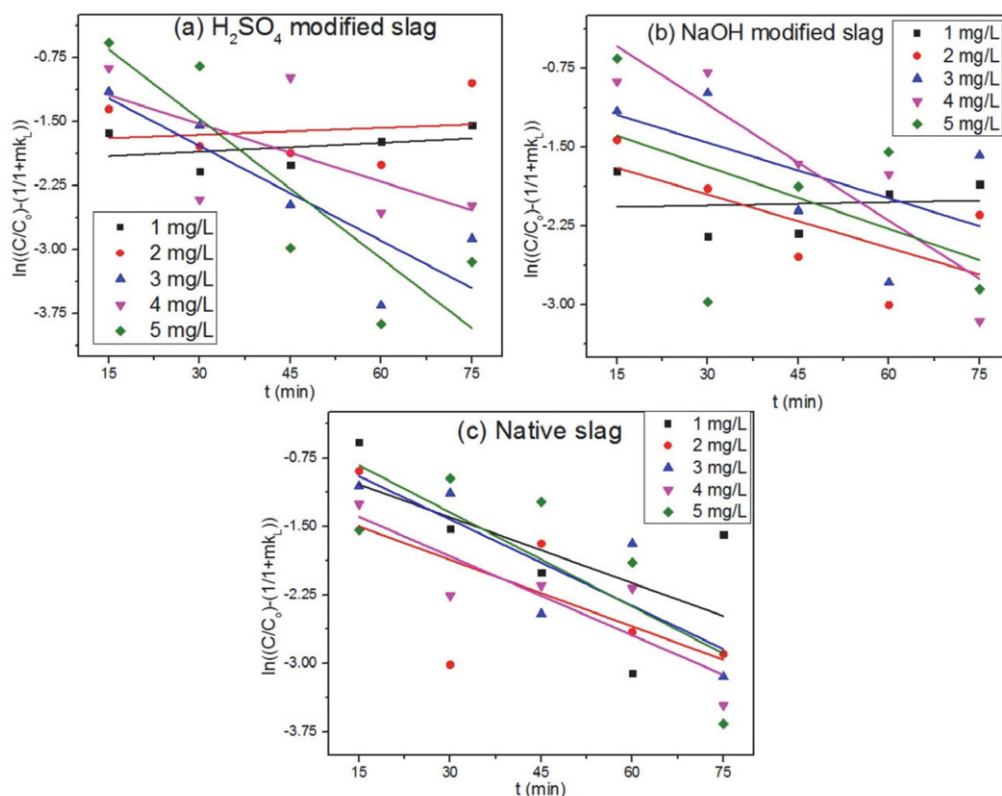 (a) H₂SO₄ modified slag
ln((C/Cₒ)-(1/1+mkL))
-0.75
-1.50
-2.25
-3.00
-3.75
1 mg/L
2 mg/L
3 mg/L
4 mg/L
5 mg/L
15 30 45 60 75
t (min)
(b) NaOH modified slag
ln((C/Cₒ)-(1/1+mkL))
-0.75
-1.50
-2.25
-3.00
1 mg/L
2 mg/L
3 mg/L
4 mg/L
5 mg/L
15 30 45 60 75
t (min)
(c) Native slag
ln((C/Cₒ)-(1/1+mkL))
-0.75
-1.50
-2.25
-3.00
-3.75
1 mg/L
2 mg/L
3 mg/L
4 mg/L
5 mg/L
15 30 45 60 75
t (min)